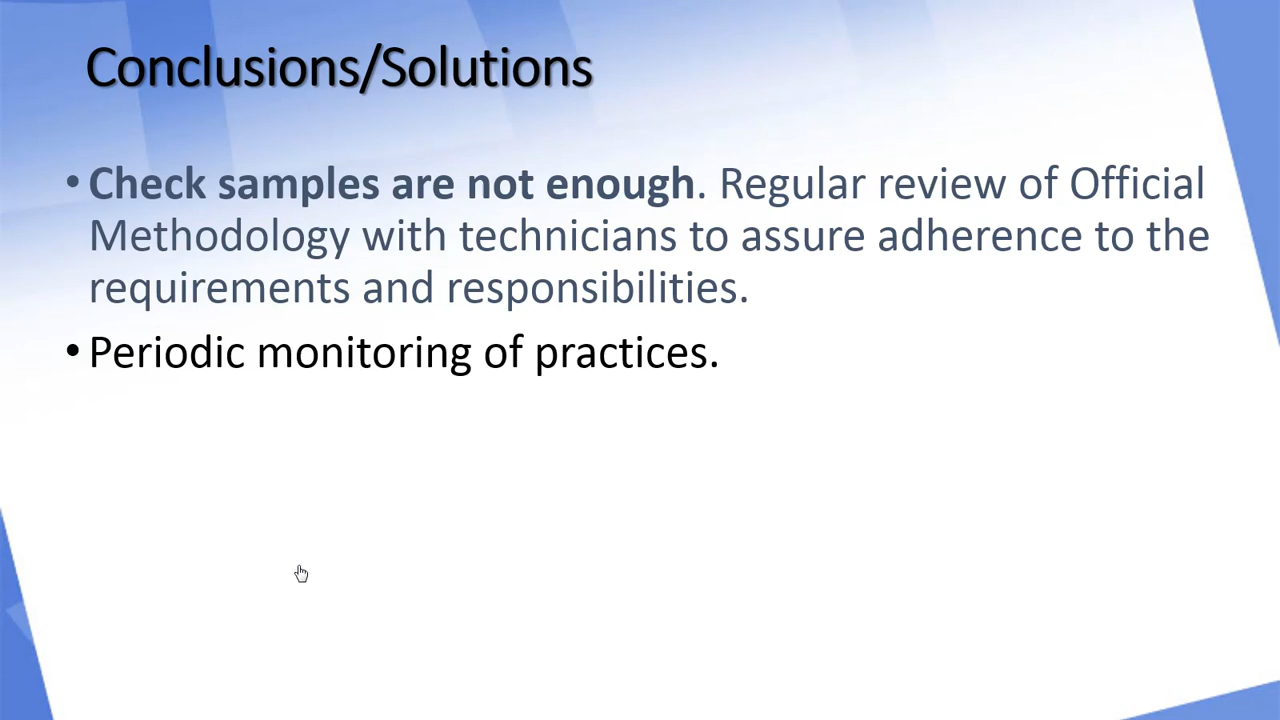 Conclusions/Solutions
• Check samples are not enough. Regular review of Official
Methodology with technicians to assure adherence to the
requirements and responsibilities.
• Periodic monitoring of practices.